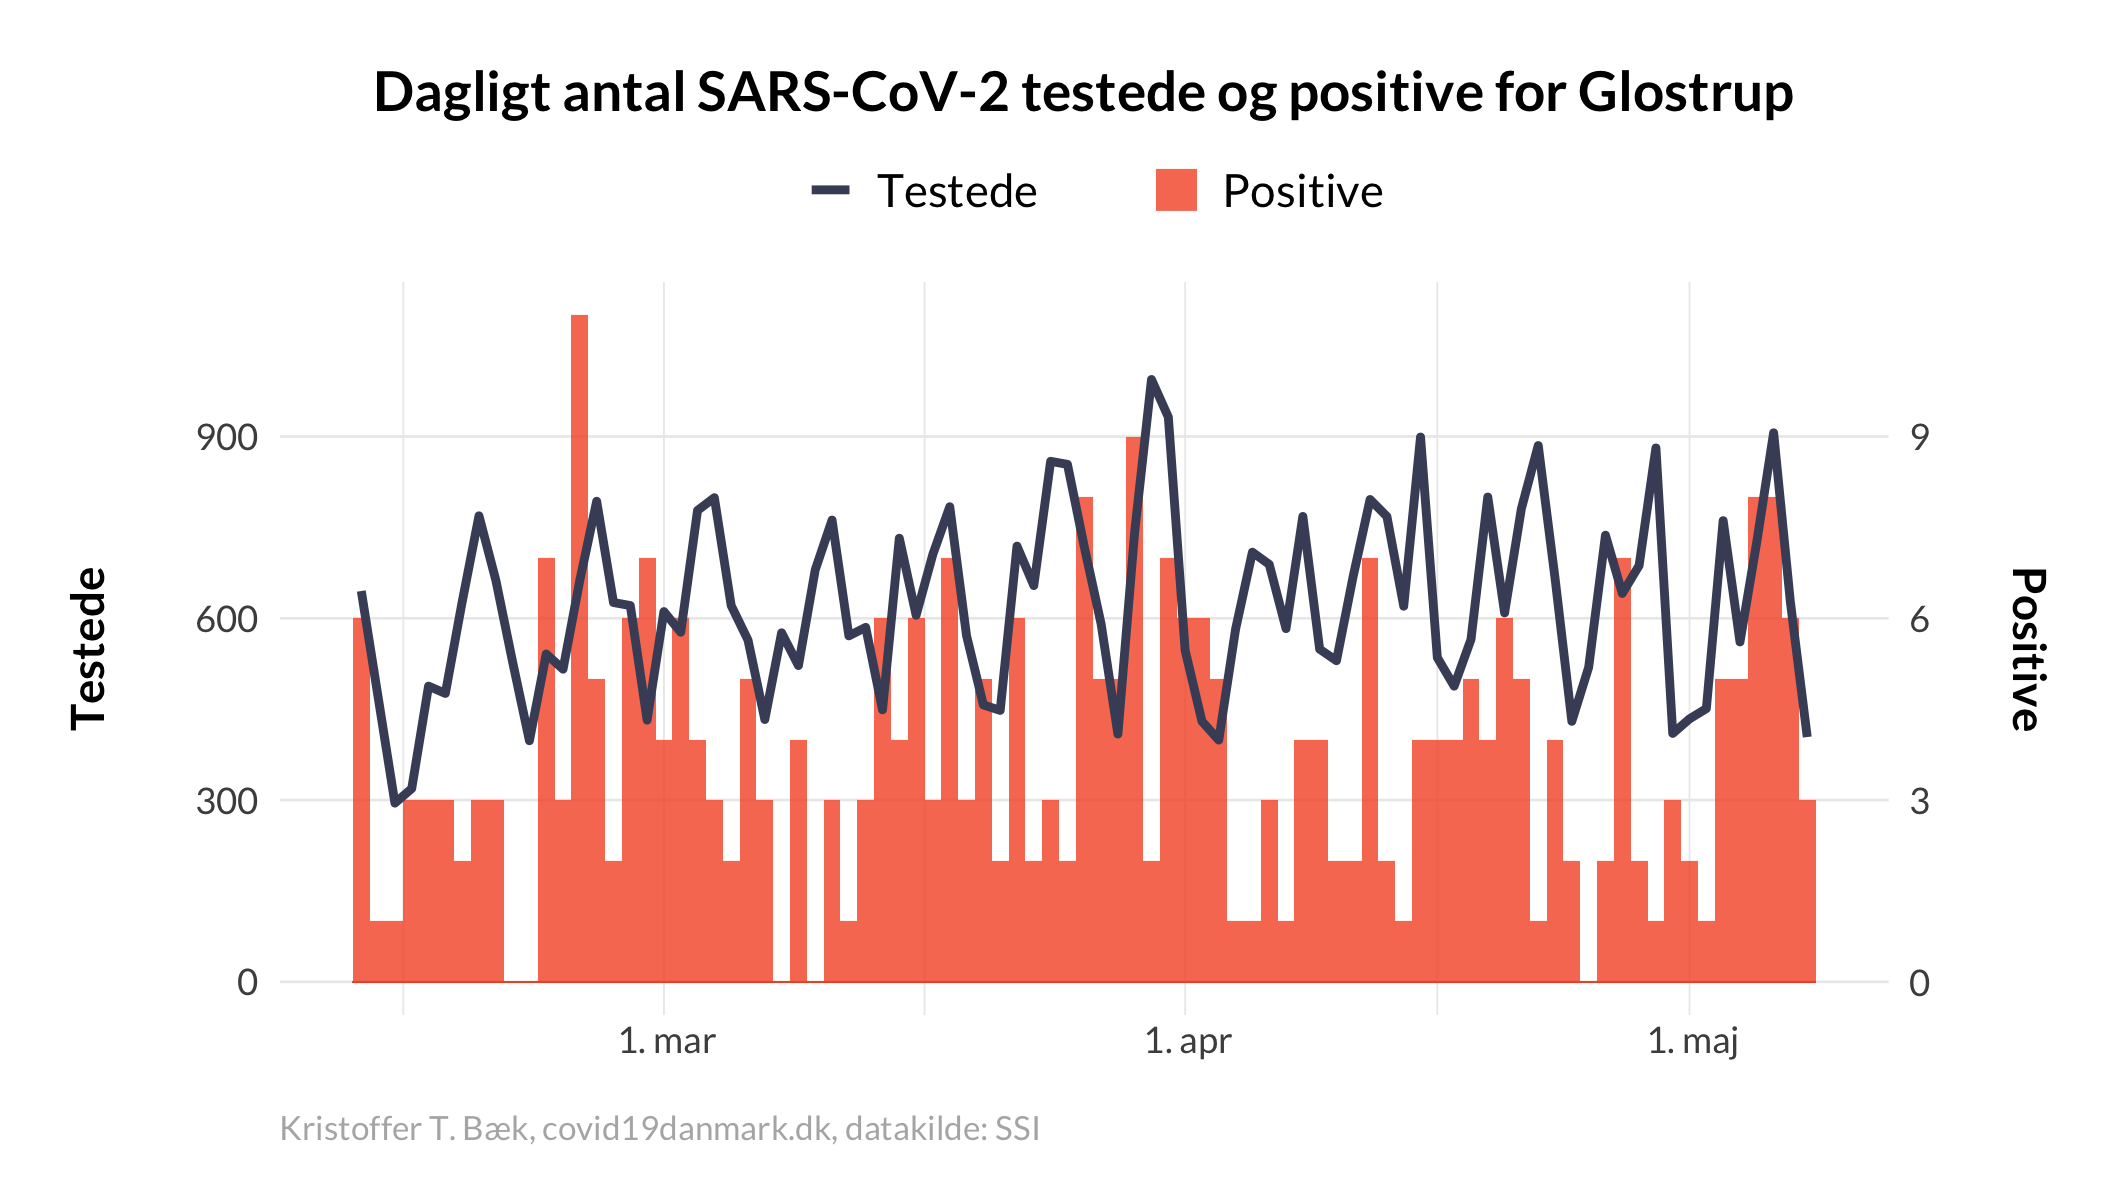 Dagligt antal SARS-CoV-2 testede og positive for Glostrup
Testede
Positive
Testede
900
600
300
0
9
6
3
0
Positive
1. mar
1. apr
1. maj
Kristoffer T. Bæk, covid19danmark.dk, datakilde: SSI